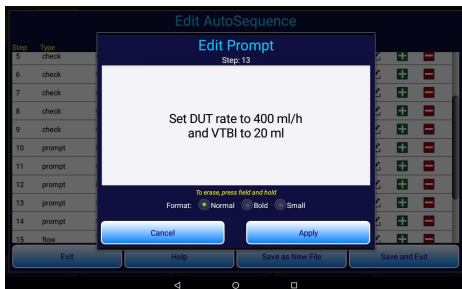 Edit AutoSequence
Edit Prompt
Step: 13
Step Type
5 check
6 check
7 check
8 check
9 check
10 prompt
11 prompt
12 prompt
13 prompt
14 prompt
15 flow
Set DUT rate to 400 ml/h
and VTBI to 20 ml
To erase, press field and hold
Format: Normal Bold Small
Cancel Apply
Exit Help Save as New File Save and Exit